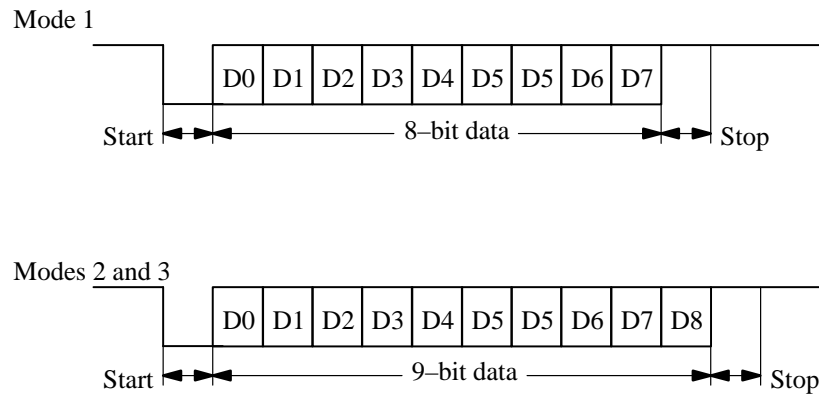 Mode 1
D0 D1 D2 D3 D4 D5 D5 D6 D7
Start 8–bit data Stop
Modes 2 and 3
D0 D1 D2 D3 D4 D5 D5 D6 D7 D8
Start 9–bit data Stop